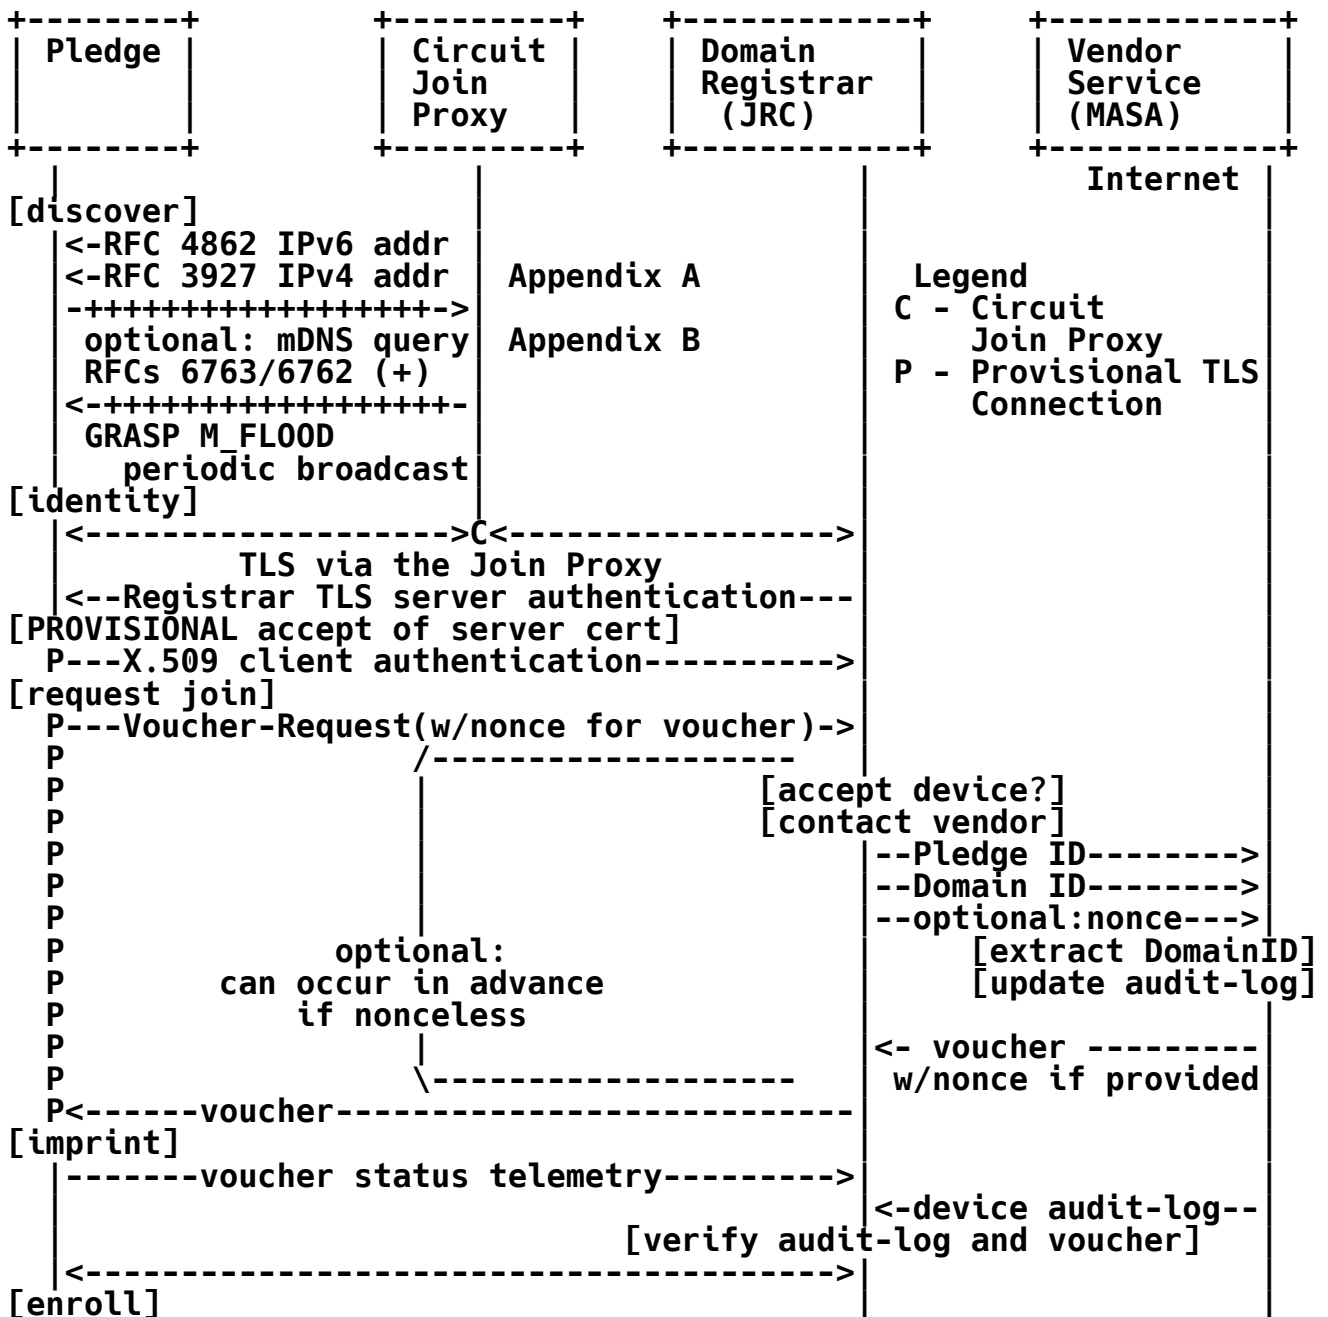 +--------+         +---------+    +------------+     +------------+
| Pledge |         | Circuit |    | Domain     |     | Vendor     |
|        |         | Join    |    | Registrar  |     | Service    |
|        |         | Proxy   |    |  (JRC)     |     | (MASA)     |
+--------+         +---------+    +------------+     +------------+
  |                     |                   |           Internet |
[discover]              |                   |                    |
  |<-RFC 4862 IPv6 addr |                   |                    |
  |<-RFC 3927 IPv4 addr | Appendix A        |  Legend            |
  |-++++++++++++++++++->|                   | C - Circuit        |
  | optional: mDNS query| Appendix B        |     Join Proxy     |
  | RFCs 6763/6762 (+)  |                   | P - Provisional TLS|
  |<-++++++++++++++++++-|                   |     Connection     |
  | GRASP M_FLOOD       |                   |                    |
  |   periodic broadcast|                   |                    |
[identity]              |                   |                    |
  |<------------------->C<----------------->|                    |
  |         TLS via the Join Proxy          |                    |
  |<--Registrar TLS server authentication---|                    |
[PROVISIONAL accept of server cert]         |                    |
  P---X.509 client authentication---------->|                    |
[request join]                              |                    |
  P---Voucher-Request(w/nonce for voucher)->|                    |
  P                  /-------------------   |                    |
  P                  |                 [accept device?]          |
  P                  |                 [contact vendor]          |
  P                  |                      |--Pledge ID-------->|
  P                  |                      |--Domain ID-------->|
  P                  |                      |--optional:nonce--->|
  P              optional:                  |     [extract DomainID]
  P        can occur in advance             |     [update audit-log]
  P            if nonceless                 |                    |
  P                  |                      |<- voucher ---------|
  P                  \-------------------   | w/nonce if provided|
  P<------voucher---------------------------|                    |
[imprint]                                   |                    |
  |-------voucher status telemetry--------->|                    |
  |                                         |<-device audit-log--|
  |                             [verify audit-log and voucher]   |
  |<--------------------------------------->|                    |
[enroll]                                    |                    |